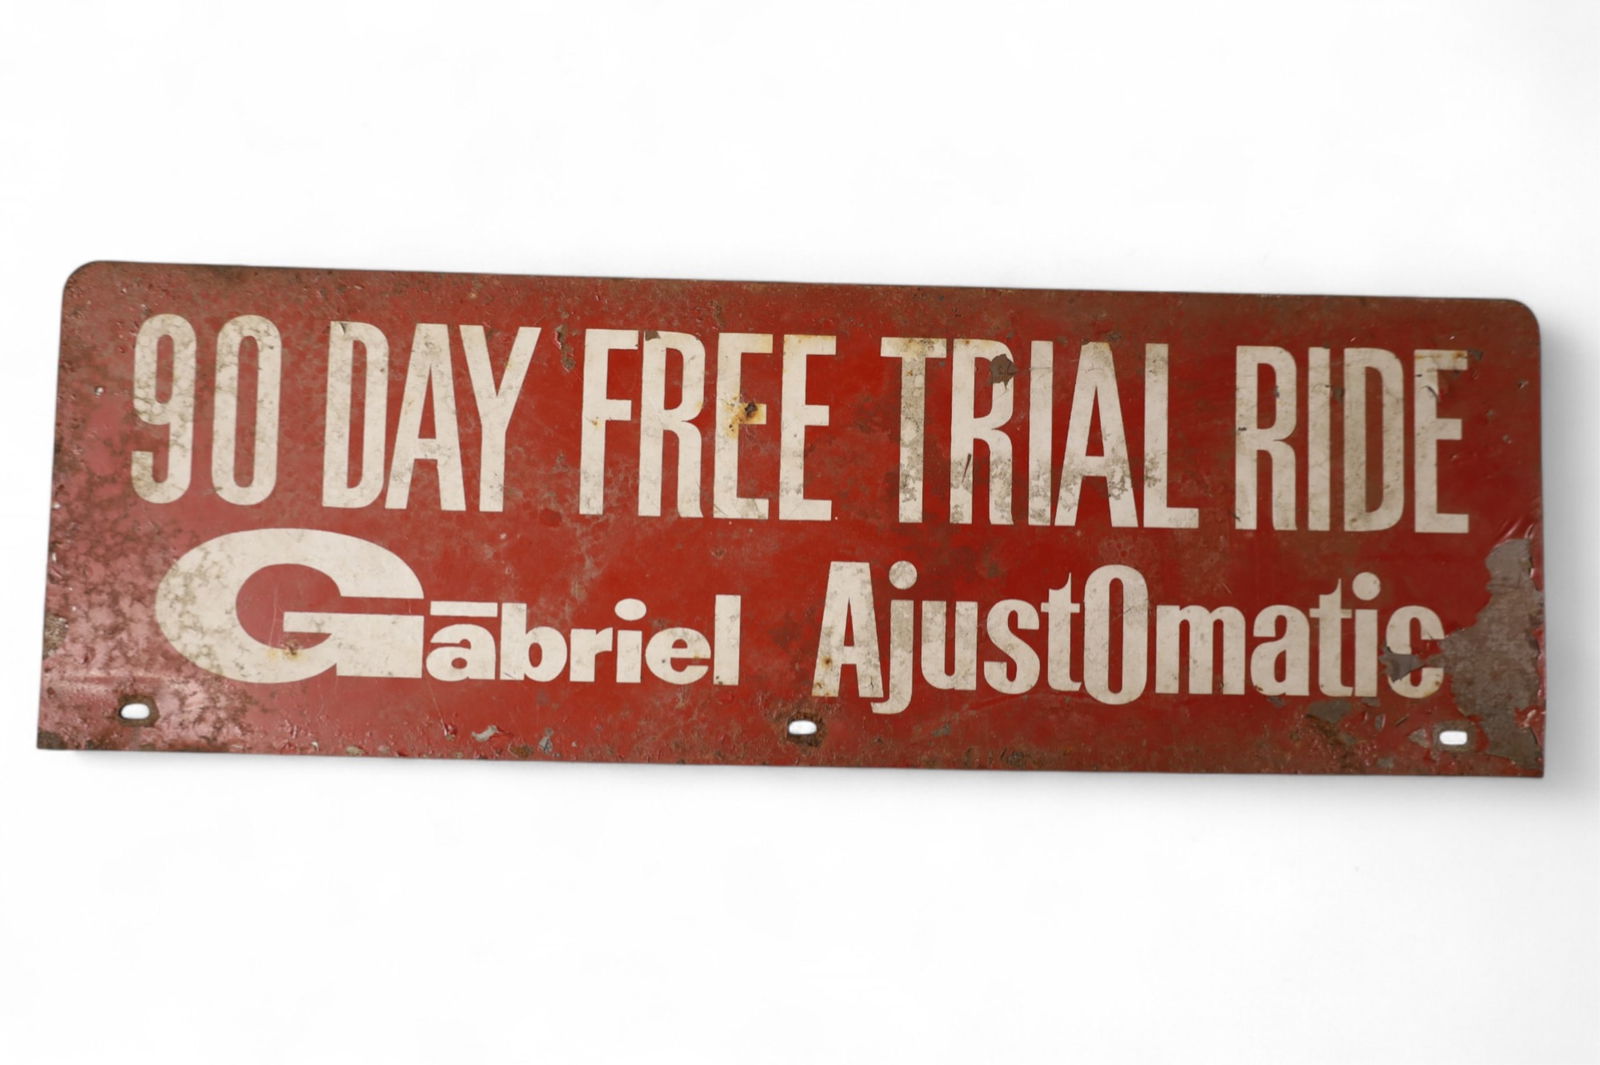 90 DAY FREE TRIAL RIDE
Gābriel AjustOmatic